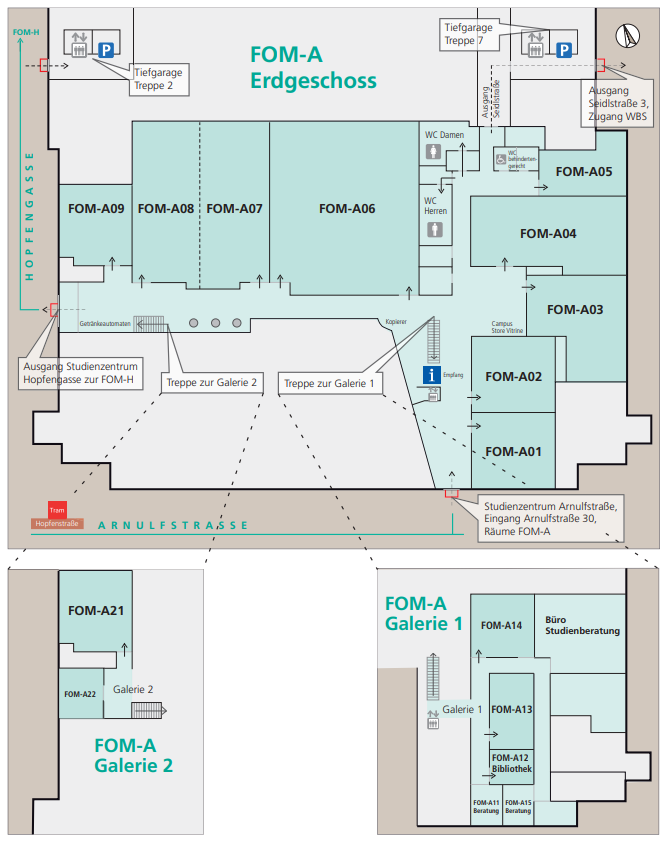 FOM-H
Tiefgarage
Treppe 2
P
FOM-A
Erdgeschoss
Tiefgarage
Treppe 7
P
Ausgang
Seidlstraße
Ausgang
Seidlstraße 3,
Zugang WBS
HOPFENGASSE
WC Damen
WC
behinderten-
gerecht
WC
Herren
FOM-A05
FOM-A09
FOM-A08
FOM-A07
FOM-A06
FOM-A04
FOM-A03
Getränkeautomaten
Kopierer
Campus
Store Vitrine
Ausgang Studienzentrum
Hopfengasse zur FOM-H
Treppe zur Galerie 2
Treppe zur Galerie 1
i
Empfang
FOM-A02
FOM-A01
Tram
Hopfenstraße
ARNULFSTRASSE
Studienzentrum Arnulfstraße,
Eingang Arnulfstraße 30,
Räume FOM-A
FOM-A21
FOM-A22
Galerie 2
FOM-A
Galerie 2
FOM-A
Galerie 1
FOM-A14
Büro
Studienberatung
Galerie 1
FOM-A13
FOM-A12
Bibliothek
FOM-A11
Beratung
FOM-A15
Beratung